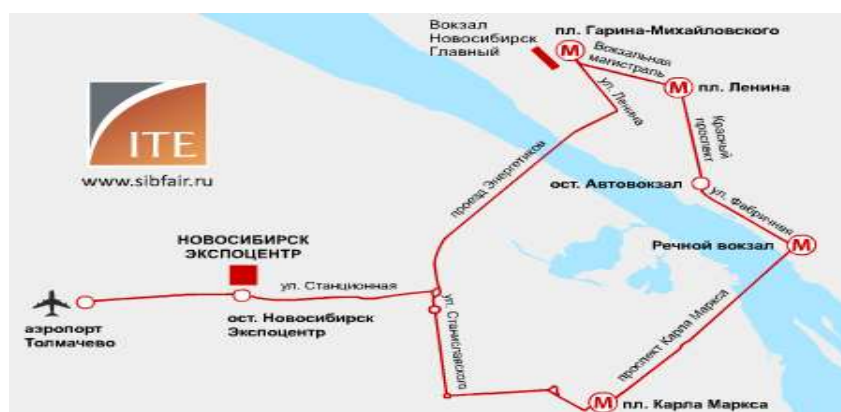 Вокзал
Новосибирск
Главный
пл. Гарина-Михайловского
М
Вокзальная
магистраль
М
пл. Ленина
ул. Ленина
Красный
проспект
ITE
www.sibfair.ru
проезд Энергетиков
ост. Автовокзал
ул. Фабричная
Речной вокзал
М
НОВОСИБИРСК
ЭКСПОЦЕНТР
ул. Станционная
аэропорт
Толмачево
ост. Новосибирск
Экспоцентр
ул. Станиславского
проспект Карла Маркса
М
пл. Карла Маркса